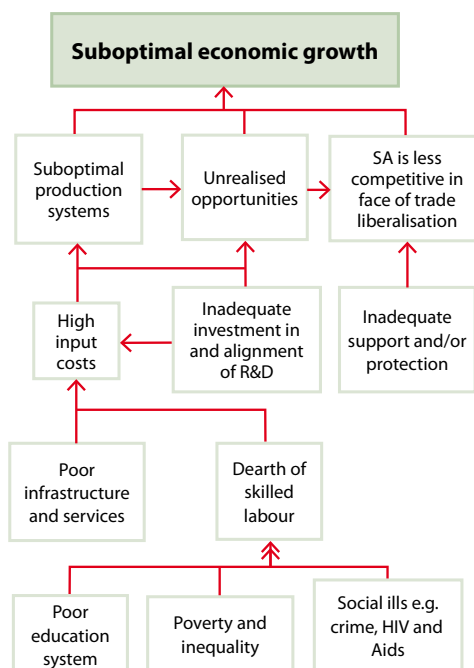 Suboptimal economic growth
Suboptimal
production
systems
Unrealised
opportunities
SA is less
competitive in
face of trade
liberalisation
High
input
costs
Inadequate
investment in
and alignment
of R&D
Inadequate
support and/or
protection
Poor
infrastructure
and services
Dearth of
skilled
labour
Poor
education
system
Poverty and
inequality
Social ills e.g.
crime, HIV and
Aids